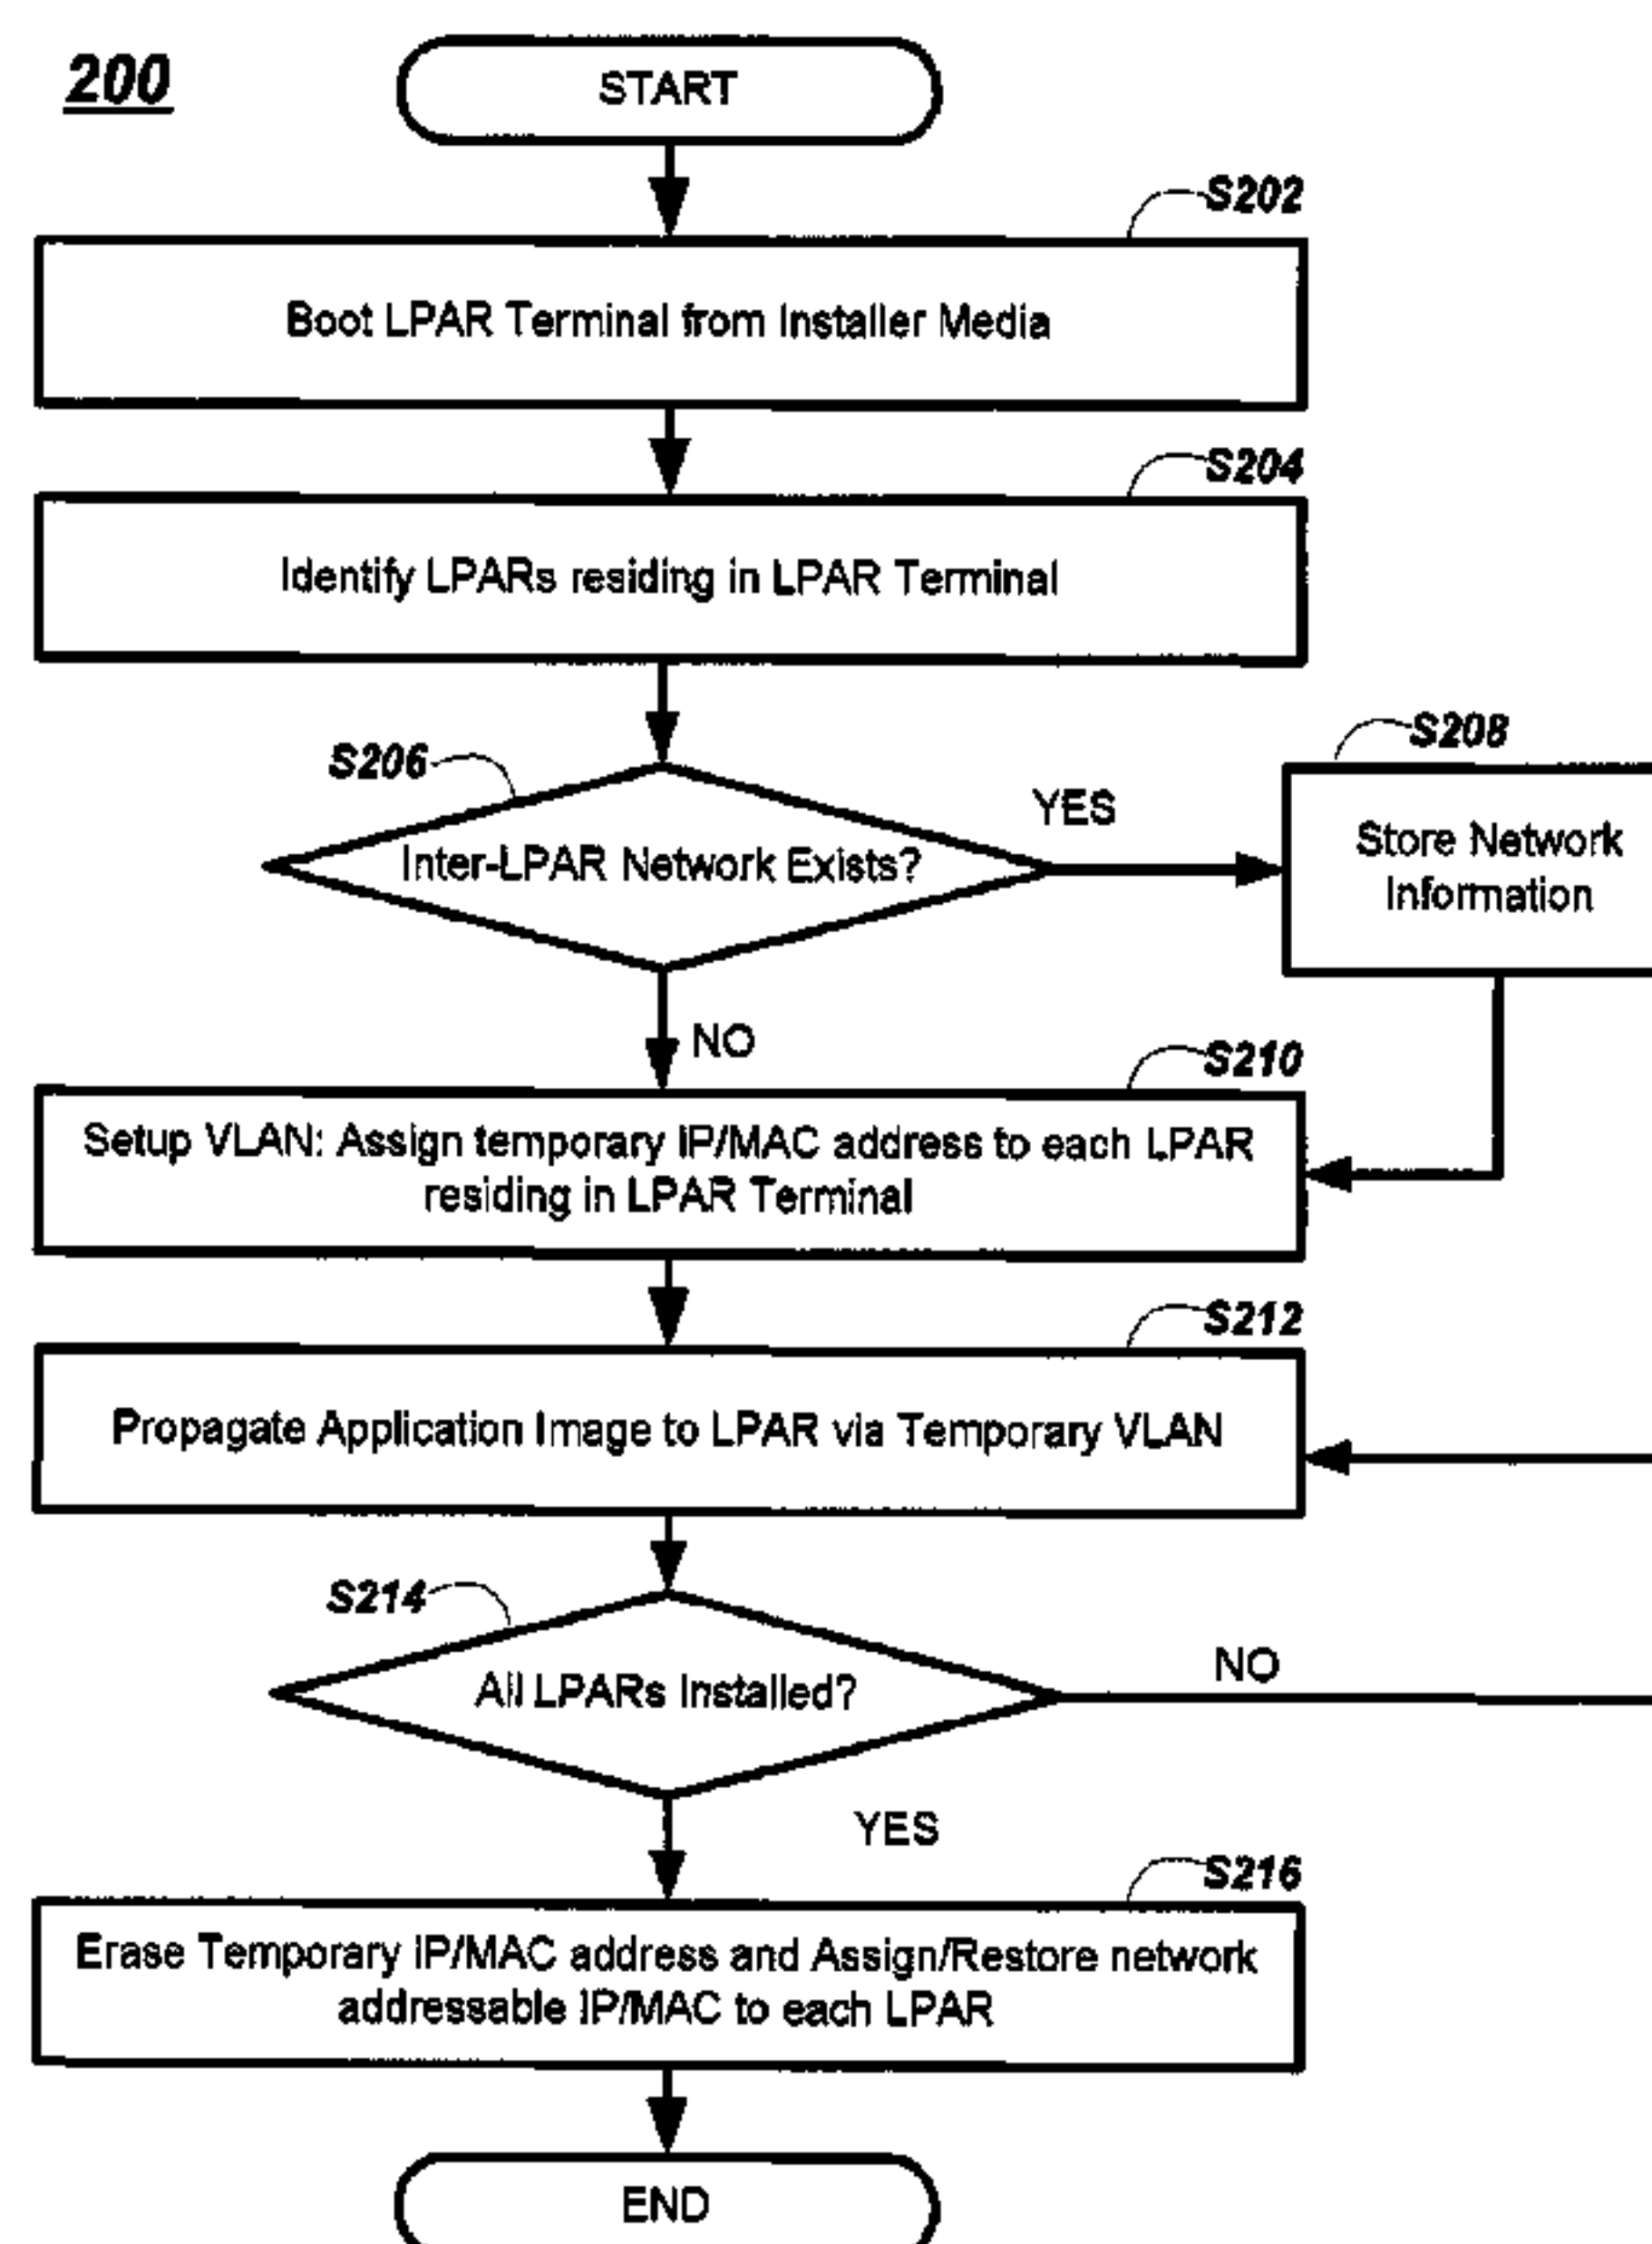 200
START
S202
Boot LPAR Terminal from Installer Media
S204
Identify LPARs residing in LPAR Terminal
S206
Inter-LPAR Network Exists?
YES
S208
Store Network
Information
NO
S210
Setup VLAN: Assign temporary IP/MAC address to each LPAR
residing in LPAR Terminal
S212
Propagate Application Image to LPAR via Temporary VLAN
S214
All LPARs Installed?
NO
YES
S216
Erase Temporary IP/MAC address and Assign/Restore network
addressable IP/MAC to each LPAR
END